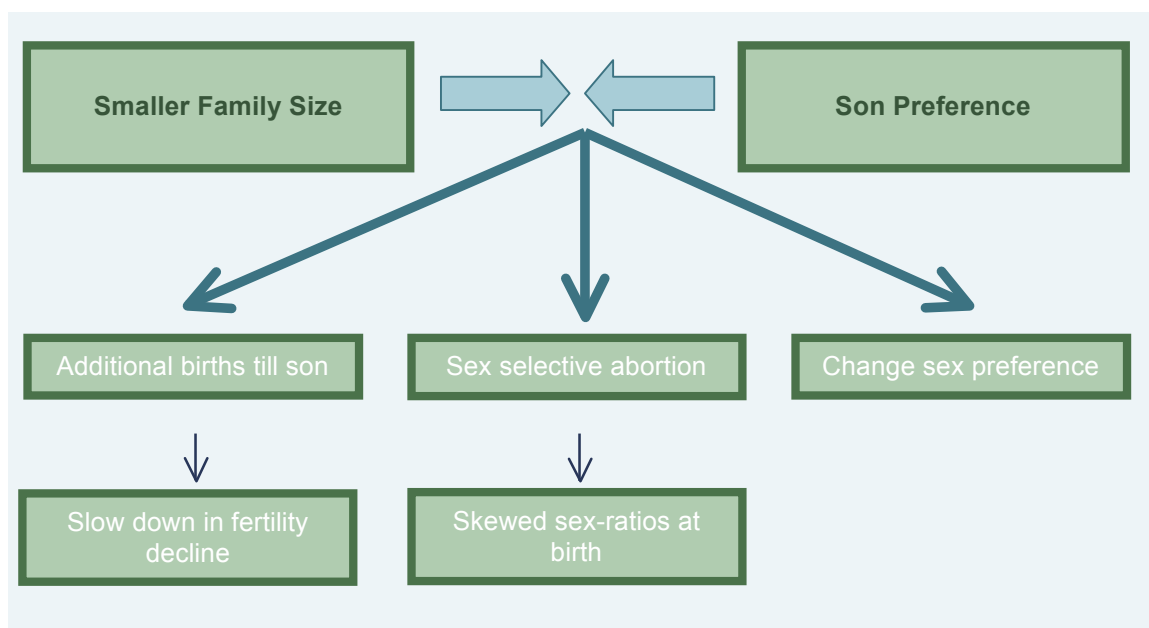 Smaller Family Size
Son Preference
Additional births till son
Sex selective abortion
Change sex preference
Slow down in fertility
decline
Skewed sex-ratios at
birth